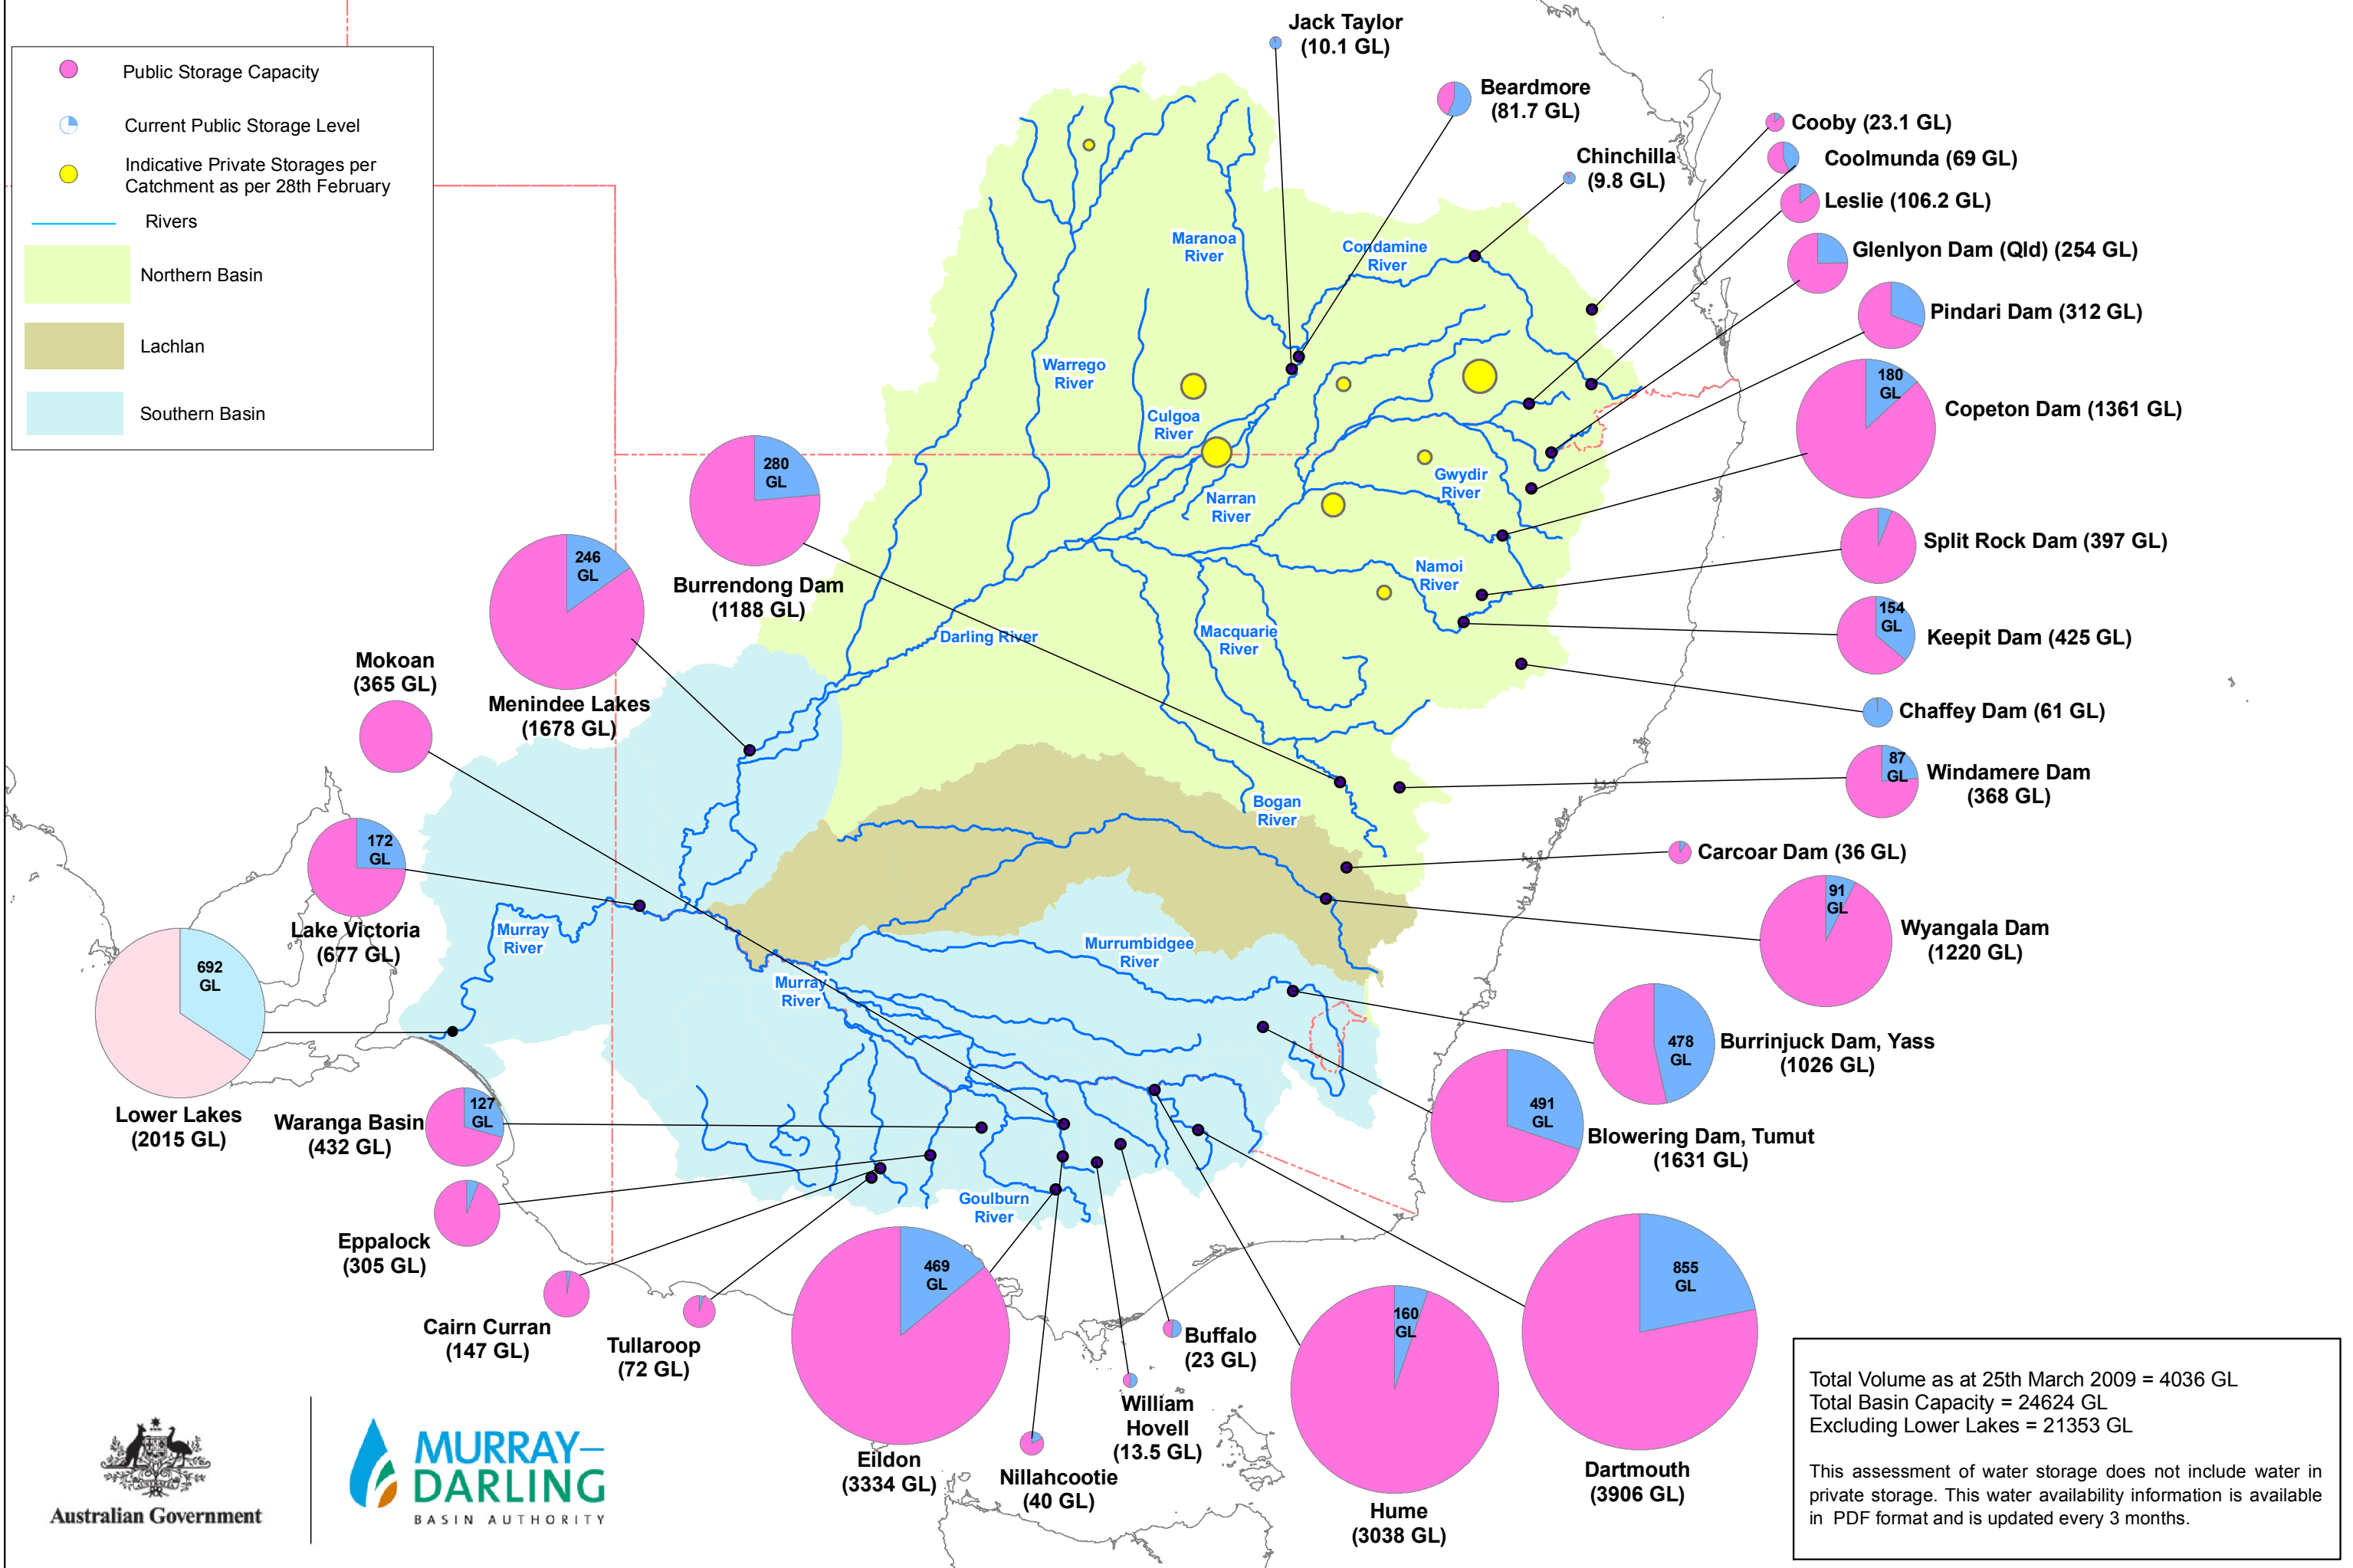 Public Storage Capacity
Current Public Storage Level
Indicative Private Storages per
Catchment as per 28th February
Rivers
Northern Basin
Lachlan
Southern Basin
Jack Taylor
(10.1 GL)
Beardmore
(81.7 GL)
Chinchilla
(9.8 GL)
Cooby (23.1 GL)
Coolmunda (69 GL)
Leslie (106.2 GL)
Glenlyon Dam (Qld) (254 GL)
Pindari Dam (312 GL)
180
GL
Copeton Dam (1361 GL)
Split Rock Dam (397 GL)
154
GL
Keepit Dam (425 GL)
Chaffey Dam (61 GL)
87
GL
Windamere Dam
(368 GL)
Carcoar Dam (36 GL)
91
GL
Wyangala Dam
(1220 GL)
478
GL
Burrinjuck Dam, Yass
(1026 GL)
491
GL
Blowering Dam, Tumut
(1631 GL)
855
GL
Dartmouth
(3906 GL)
160
GL
Hume
(3038 GL)
Buffalo
(23 GL)
William
Hovell
(13.5 GL)
Nillahcootie
(40 GL)
469
GL
Eildon
(3334 GL)
Tullaroop
(72 GL)
Cairn Curran
(147 GL)
Eppalock
(305 GL)
127
GL
Waranga Basin
(432 GL)
692
GL
Lower Lakes
(2015 GL)
172
GL
Lake Victoria
(677 GL)
Mokoan
(365 GL)
246
GL
Menindee Lakes
(1678 GL)
280
GL
Burrendong Dam
(1188 GL)
Maranoa
River
Condamine
River
Warrego
River
Culgoa
River
Narran
River
Gwydir
River
Namoi
River
Darling River
Macquarie
River
Bogan
River
Murray
River
Murrumbidgee
River
Murray
River
Goulburn
River
Australian Government
MURRAY–
DARLING
BASIN AUTHORITY
Total Volume as at 25th March 2009 = 4036 GL
Total Basin Capacity = 24624 GL
Excluding Lower Lakes = 21353 GL
This assessment of water storage does not include water in
private storage. This water availability information is available
in PDF format and is updated every 3 months.